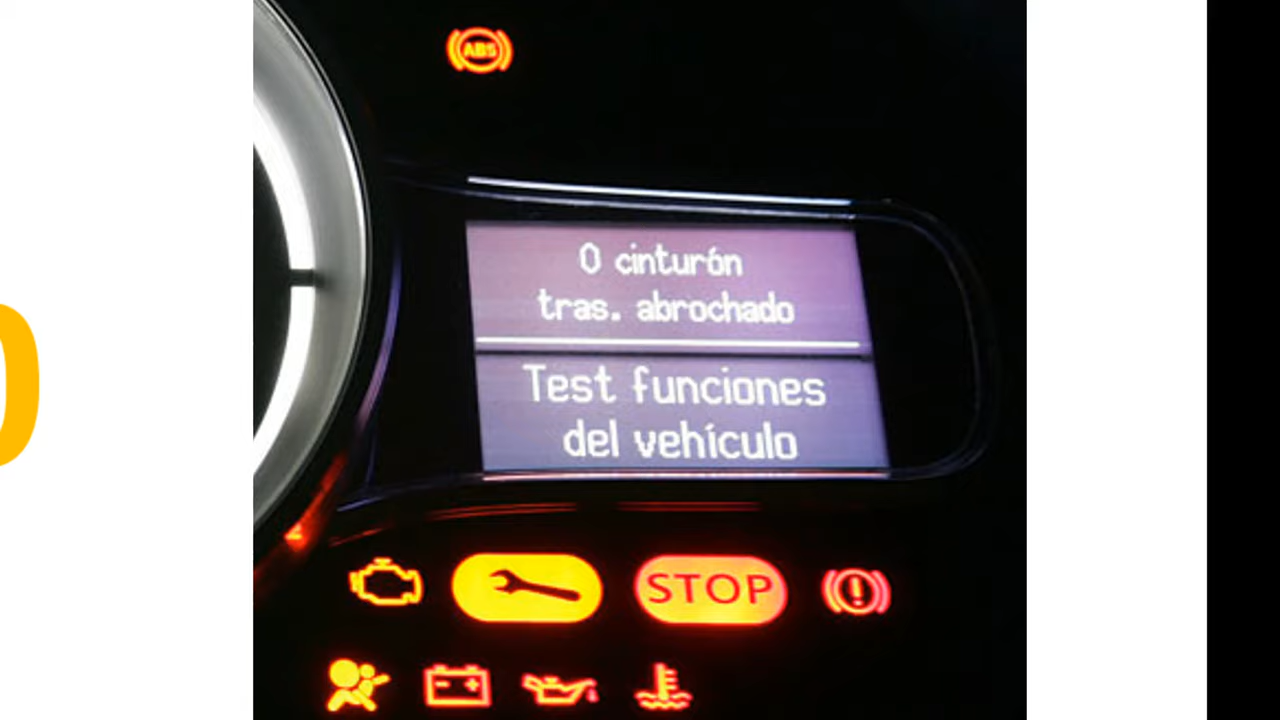 ABS
0 cinturón
tras. abrochado
Test funciones
del vehículo
STOP